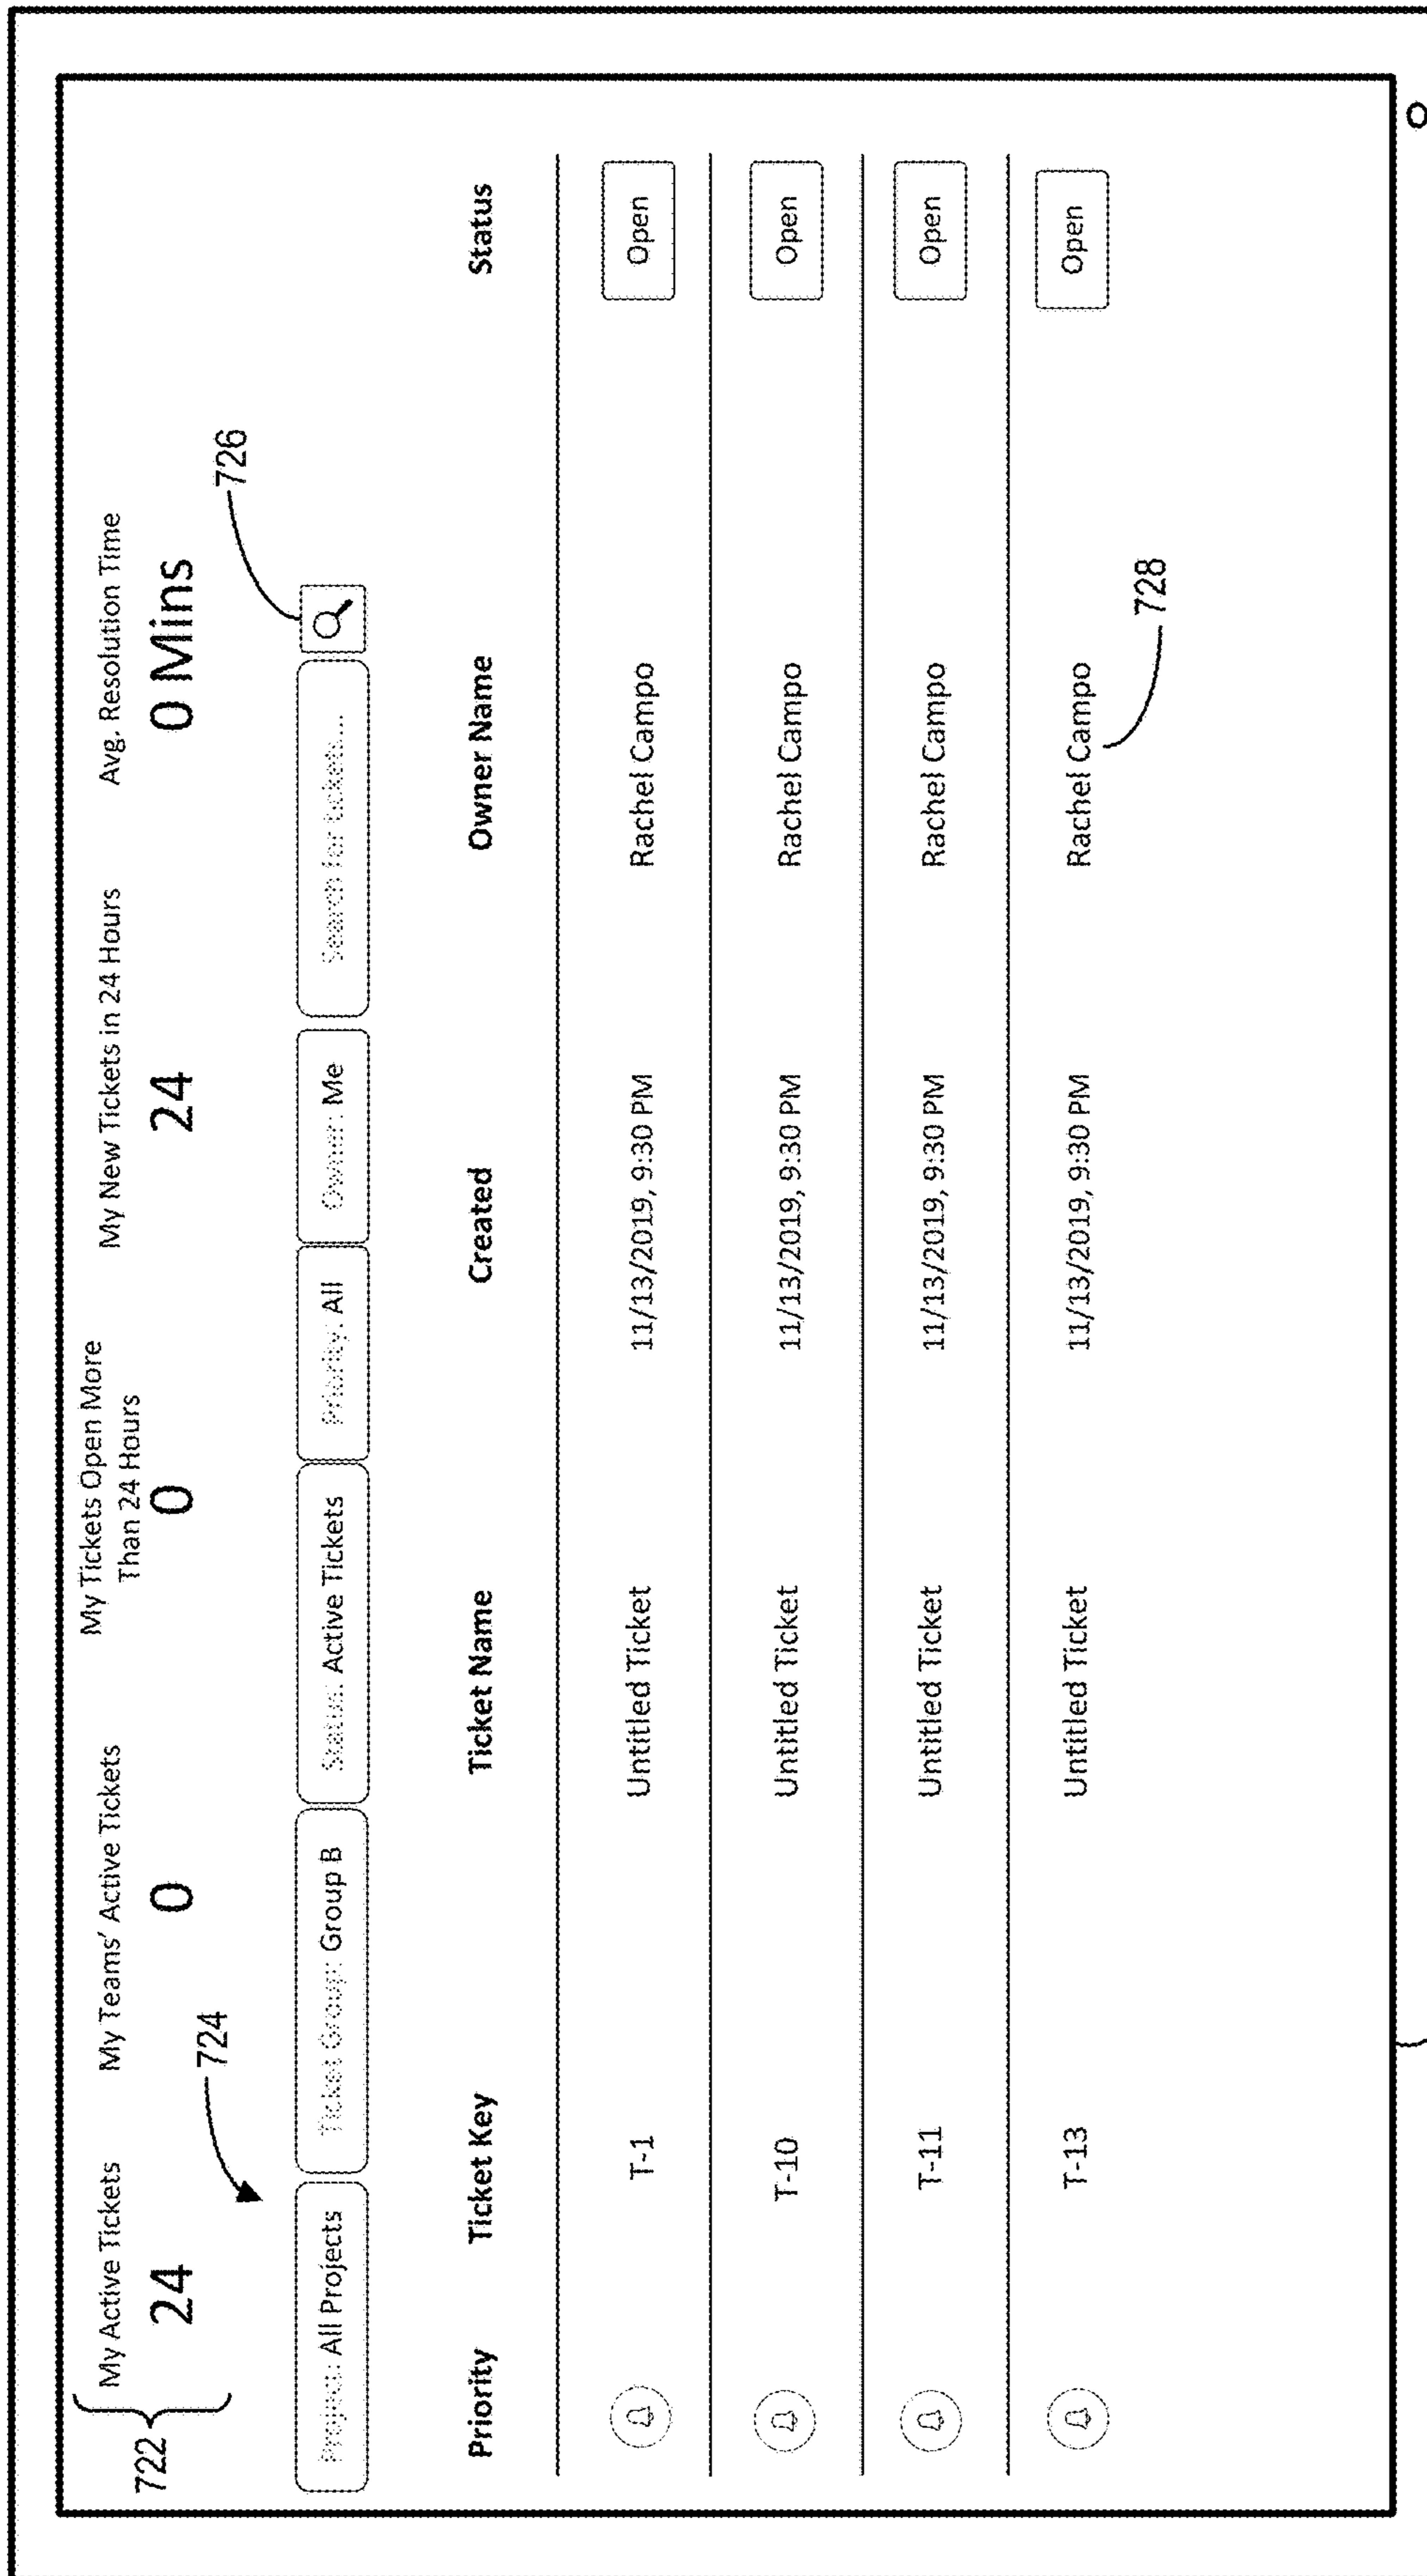 My Active Tickets My Teams' Active Tickets My Tickets Open More Than 24 Hours My New Tickets in 24 Hours Avg. Resolution Time
722 24 0 0 24 0 Mins
724 726
Project: All Projects Ticket Group: Group B Status: Active Tickets Priority: All Owner: Me Search for tickets...
Priority Ticket Key Ticket Name Created Owner Name Status
T-1 Untitled Ticket 11/13/2019, 9:30 PM Rachel Campo Open
T-10 Untitled Ticket 11/13/2019, 9:30 PM Rachel Campo Open
T-11 Untitled Ticket 11/13/2019, 9:30 PM Rachel Campo Open
T-13 Untitled Ticket 11/13/2019, 9:30 PM Rachel Campo Open
728